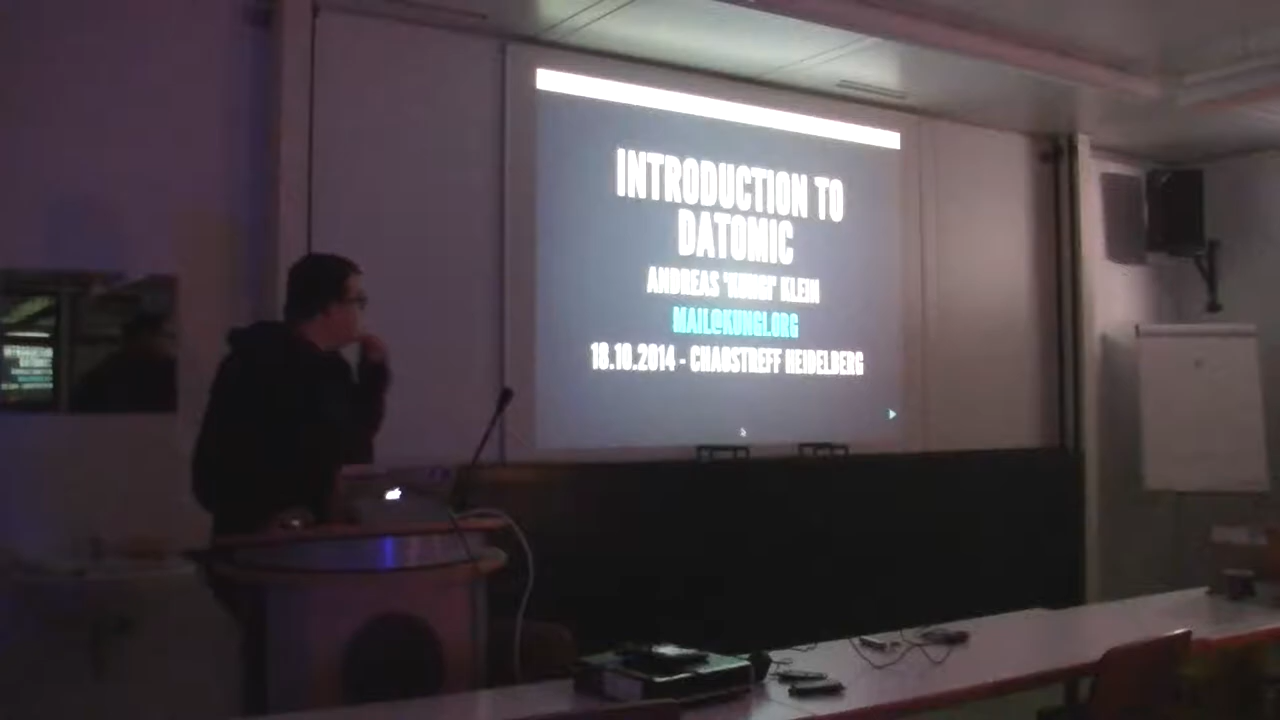 INTRODUCTION TO
DATOMIC
ANDREAS "KUNGI" KLEIN
MAIL@KUNGI.ORG
18.10.2014 - CHAOSTREFF HEIDELBERG